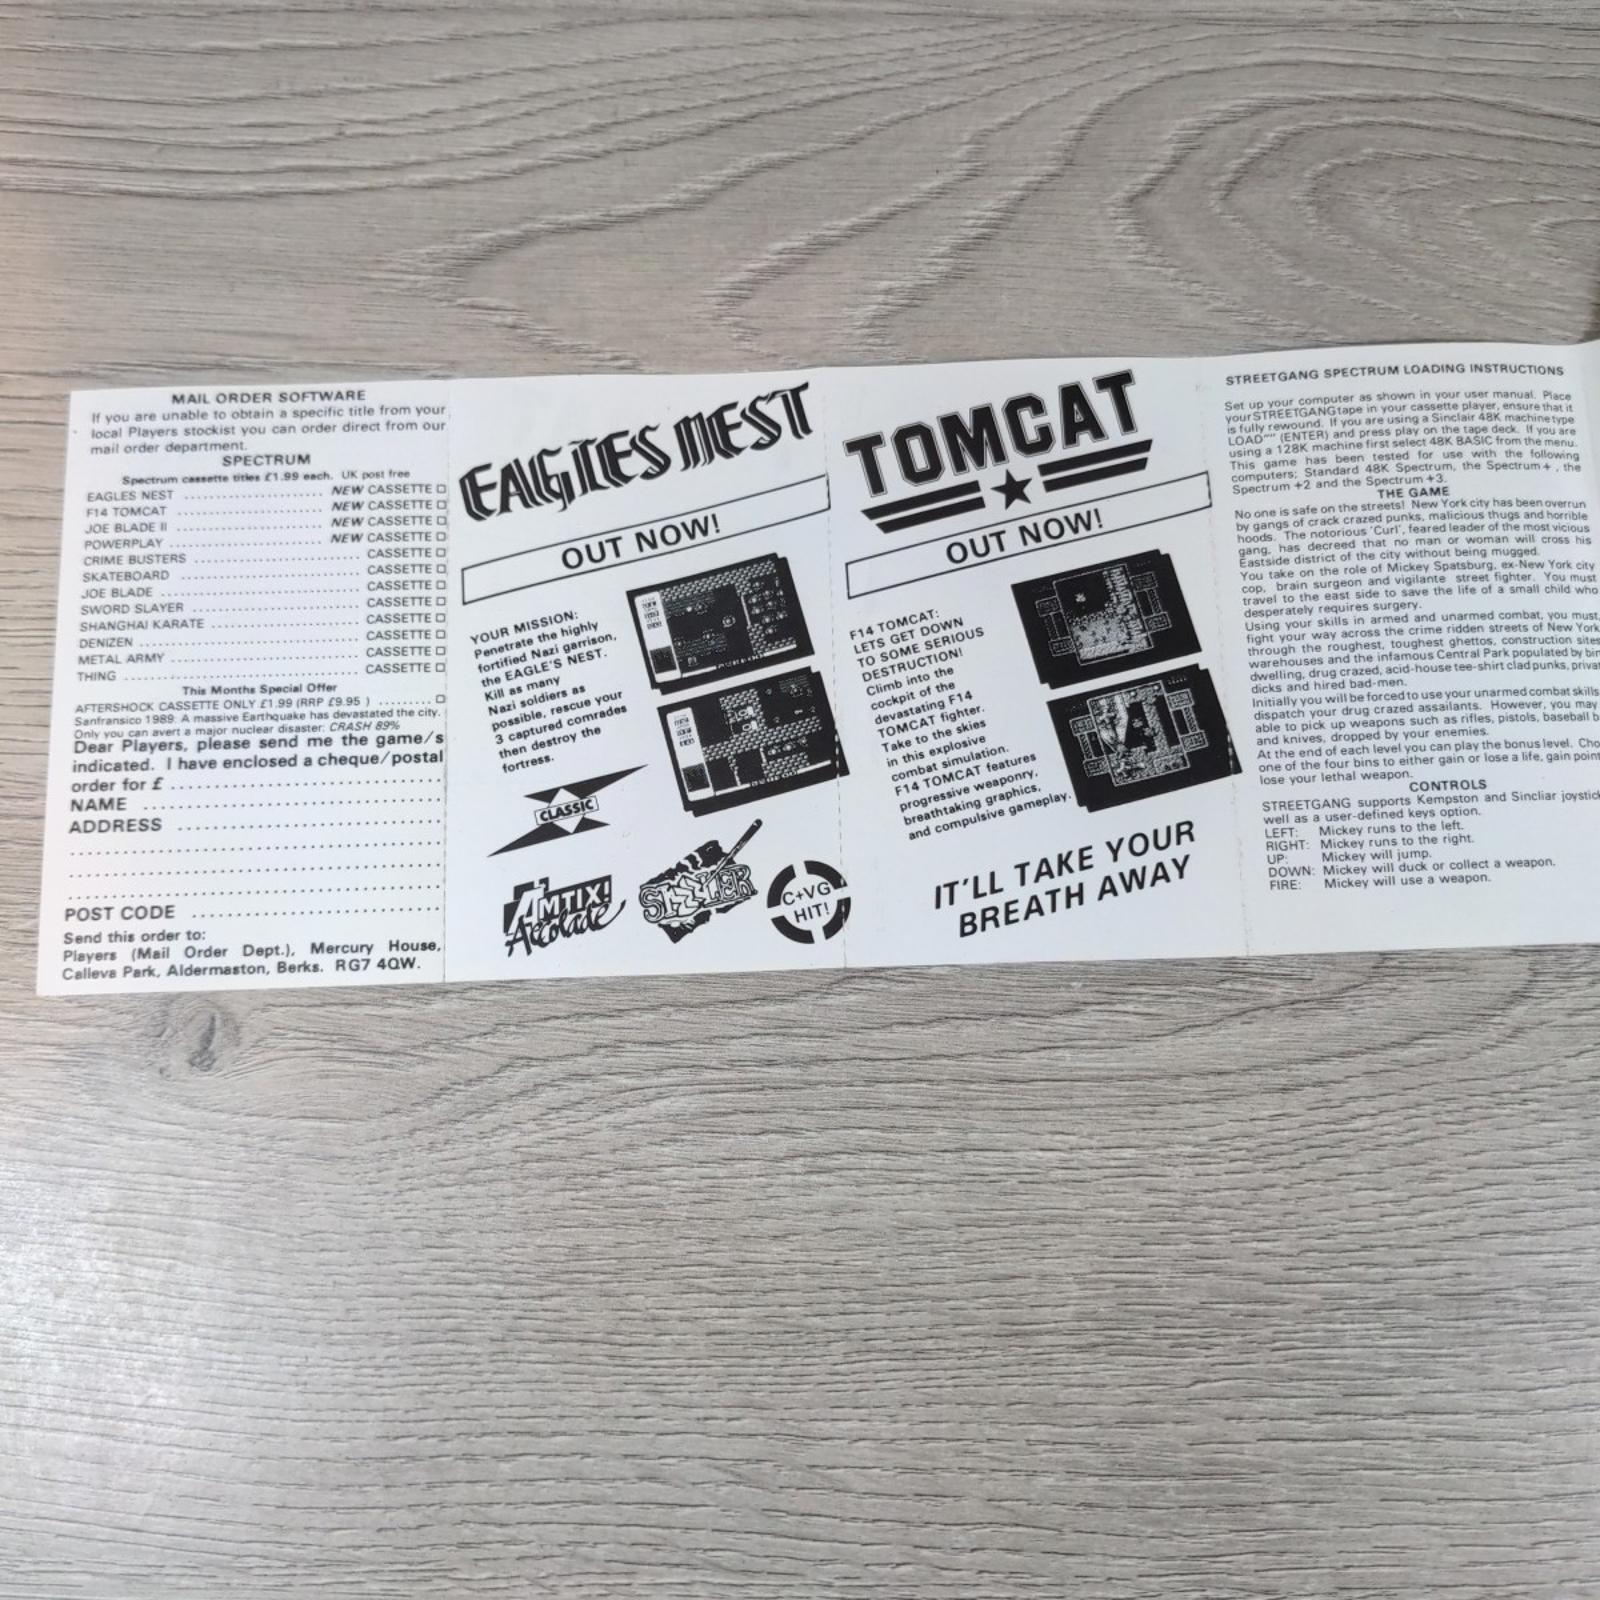 MAIL ORDER SOFTWARE
If you are unable to obtain a specific title from your
local Players stockist you can order direct from our
mail order department.
SPECTRUM
Spectrum cassette titles £1.99 each. UK post free
EAGLES NEST .......... NEW CASSETTE □
F14 TOMCAT .......... NEW CASSETTE □
JOE BLADE II .......... NEW CASSETTE □
POWERPLAY .......... NEW CASSETTE □
CRIME BUSTERS .......... CASSETTE □
SKATEBOARD .......... CASSETTE □
JOE BLADE .......... CASSETTE □
SWORD SLAYER .......... CASSETTE □
SHANGHAI KARATE .......... CASSETTE □
DENIZEN .......... CASSETTE □
METAL ARMY .......... CASSETTE □
THING .......... CASSETTE □
This Months Special Offer
AFTERSHOCK CASSETTE ONLY £1.99 (RRP £9.95 ) ......... □
Sanfransico 1989: A massive Earthquake has devastated the city.
Only you can avert a major nuclear disaster: CRASH 89%
Dear Players, please send me the game/s
indicated. I have enclosed a cheque/postal
order for £ ..........
NAME ..........
ADDRESS ..........
POST CODE ..........
Send this order to:
Players (Mail Order Dept.), Mercury House,
Calleva Park, Aldermaston, Berks. RG7 4QW.
EAGLES NEST
OUT NOW!
YOUR MISSION:
Penetrate the highly
fortified Nazi garrison,
the EAGLE'S NEST.
Kill as many
Nazi soldiers as
possible, rescue your
3 captured comrades
then destroy the
fortress.
CLASSIC
AMTIX!
Accolade
SIZZLER
C+VG
HIT!
TOMCAT
OUT NOW!
F14 TOMCAT:
LETS GET DOWN
TO SOME SERIOUS
DESTRUCTION!
Climb into the
cockpit of the
devastating F14
TOMCAT fighter.
Take to the skies
in this explosive
combat simulation.
F14 TOMCAT features
progressive weaponry,
breathtaking graphics,
and compulsive gameplay.
IT'LL TAKE YOUR
BREATH AWAY
STREETGANG SPECTRUM LOADING INSTRUCTIONS
Set up your computer as shown in your user manual. Place
your STREETGANG tape in your cassette player, ensure that it
is fully rewound. If you are using a Sinclair 48K machine type
LOAD"" (ENTER) and press play on the tape deck. If you are
using a 128K machine first select 48K BASIC from the menu.
This game has been tested for use with the following
computers; Standard 48K Spectrum, the Spectrum+, the
Spectrum +2 and the Spectrum +3.
THE GAME
No one is safe on the streets! New York city has been overrun
by gangs of crack crazed punks, malicious thugs and horrible
hoods. The notorious 'Curl', feared leader of the most vicious
gang, has decreed that no man or woman will cross his
Eastside district of the city without being mugged.
You take on the role of Mickey Spatsburg, ex-New York city
cop, brain surgeon and vigilante street fighter. You must
travel to the east side to save the life of a small child who
desperately requires surgery.
Using your skills in armed and unarmed combat, you must,
fight your way across the crime ridden streets of New York
through the roughest, toughest ghettos, construction sites
warehouses and the infamous Central Park populated by bin
dwelling, drug crazed, acid-house tee-shirt clad punks, priva
dicks and hired bad-men.
Initially you will be forced to use your unarmed combat skills
dispatch your drug crazed assailants. However, you may
able to pick up weapons such as rifles, pistols, baseball b
and knives, dropped by your enemies.
At the end of each level you can play the bonus level. Cho
one of the four bins to either gain or lose a life, gain point
lose your lethal weapon.
CONTROLS
STREETGANG supports Kempston and Sincliar joystick
well as a user-defined keys option.
LEFT: Mickey runs to the left.
RIGHT: Mickey runs to the right.
UP: Mickey will jump.
DOWN: Mickey will duck or collect a weapon.
FIRE: Mickey will use a weapon.